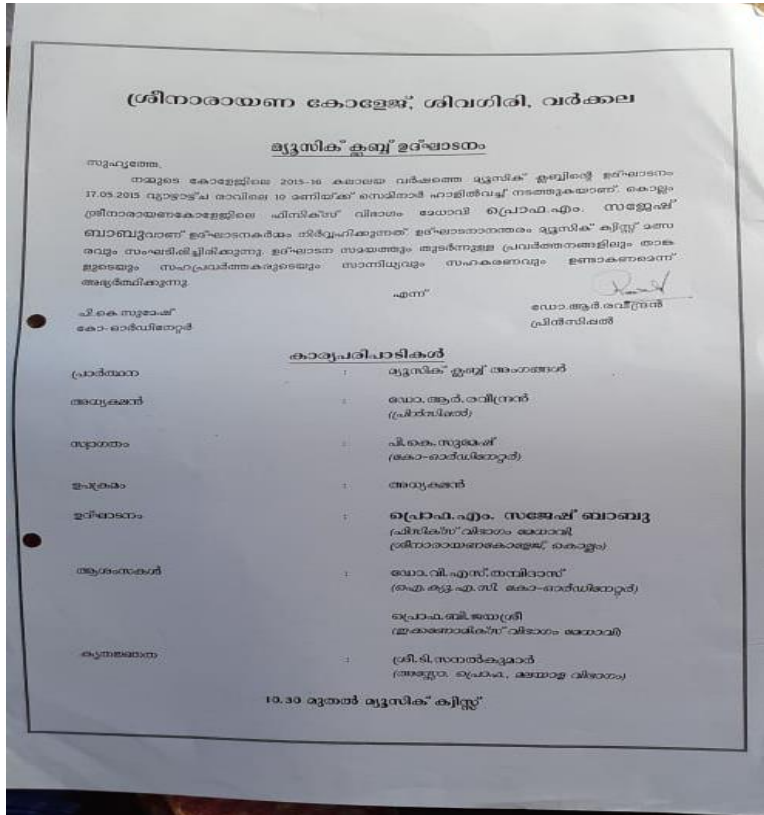 ശ്രീനാരായണ കോളേജ്, ശിവഗിരി, വർക്കല
മ്യൂസിക് ക്ലബ്ബ് ഉദ്ഘാടനം
സുഹൃത്തേ,
നമ്മുടെ കോളേജിലെ 2015-16 കലാലയ വർഷത്തെ മ്യൂസിക് ക്ലബ്ബിന്റെ ഉദ്ഘാടനം
17.05.2015 വ്യാഴാഴ്ച രാവിലെ 10 മണിയ്ക്ക് സെമിനാർ ഹാളിൽവച്ച് നടത്തുകയാണ്. കൊല്ലം
ശ്രീനാരായണകോളേജിലെ ഫിസിക്സ് വിഭാഗം മേധാവി പ്രൊഫ.എം. സജേഷ്
ബാബുവാണ് ഉദ്ഘാടനകർമ്മം നിർവ്വഹിക്കുന്നത്. ഉദ്ഘാടനാനന്തരം മ്യൂസിക് ക്വിസ്സ് മത്സ
രവും സംഘടിപ്പിച്ചിരിക്കുന്നു. ഉദ്ഘാടന സമയത്തും തുടർന്നുള്ള പ്രവർത്തനങ്ങളിലും താങ്ക
ളുടെയും സഹപ്രവർത്തകരുടെയും സാന്നിധ്യവും സഹകരണവും ഉണ്ടാകണമെന്ന്
അഭ്യർത്ഥിക്കുന്നു.
എന്ന്
പി.കെ.സുമേഷ് ഡോ.ആർ.രവീന്ദ്രൻ
കോ-ഓർഡിനേറ്റർ പ്രിൻസിപ്പൽ
കാര്യപരിപാടികൾ
പ്രാർത്ഥന : മ്യൂസിക് ക്ലബ്ബ് അംഗങ്ങൾ
അധ്യക്ഷൻ : ഡോ.ആർ.രവീന്ദ്രൻ
(പ്രിൻസിപ്പാൾ)
സ്വാഗതം : പി.കെ.സുമേഷ്
(കോ-ഓർഡിനേറ്റർ)
ഉപക്രമം : അധ്യക്ഷൻ
ഉദ്ഘാടനം : പ്രൊഫ.എം. സജേഷ് ബാബു
(ഫിസിക്സ് വിഭാഗം മേധാവി
ശ്രീനാരായണകോളേജ്, കൊല്ലം)
ആശംസകൾ : ഡോ.വി.എസ്.തമ്പിദാസ്
(ഐ.ക്യു.എ.സി. കോ-ഓർഡിനേറ്റർ)
പ്രൊഫ.ബി.ജയശ്രീ
(ഇക്കണോമിക്സ് വിഭാഗം മേധാവി)
കൃതജ്ഞത : ശ്രീ.ടി.സനൽകുമാർ
(അസ്സോ. പ്രൊഫ., മലയാള വിഭാഗം)
10.30 മുതൽ മ്യൂസിക് ക്വിസ്സ്